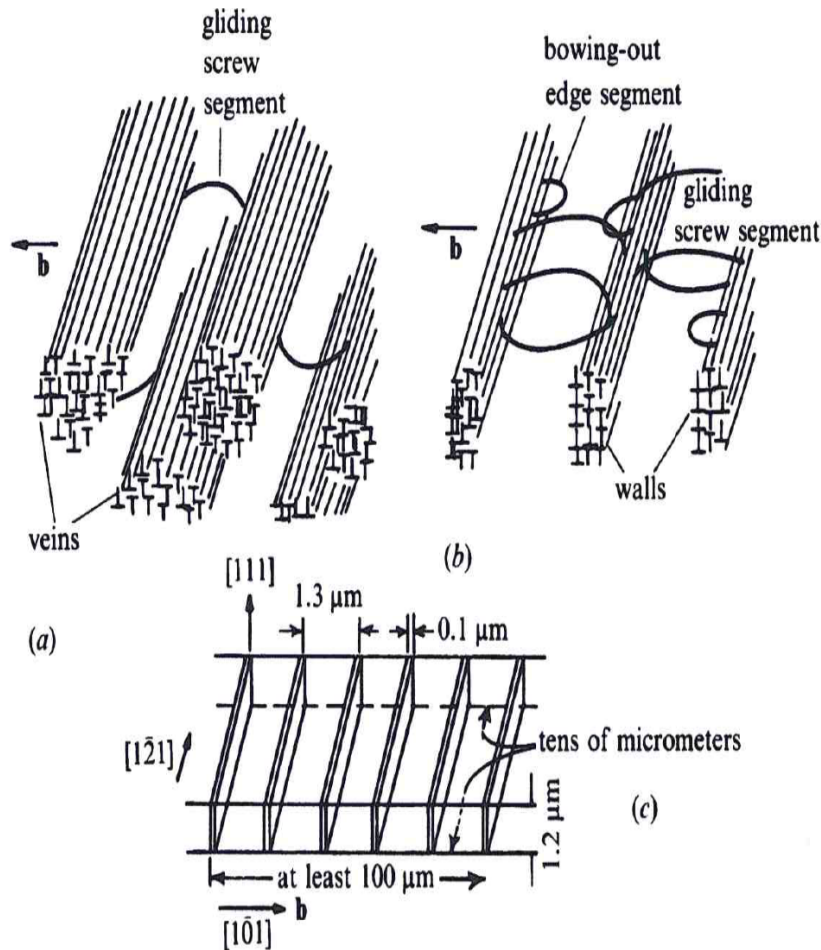 gliding
screw
segment
b
veins
(a)
bowing-out
edge segment
gliding
screw segment
b
walls
(b)
[111]
1.3 μm
0.1 μm
[12̄1]
tens of micrometers
1.2 μm
at least 100 μm
b
[1̄01]
(c)